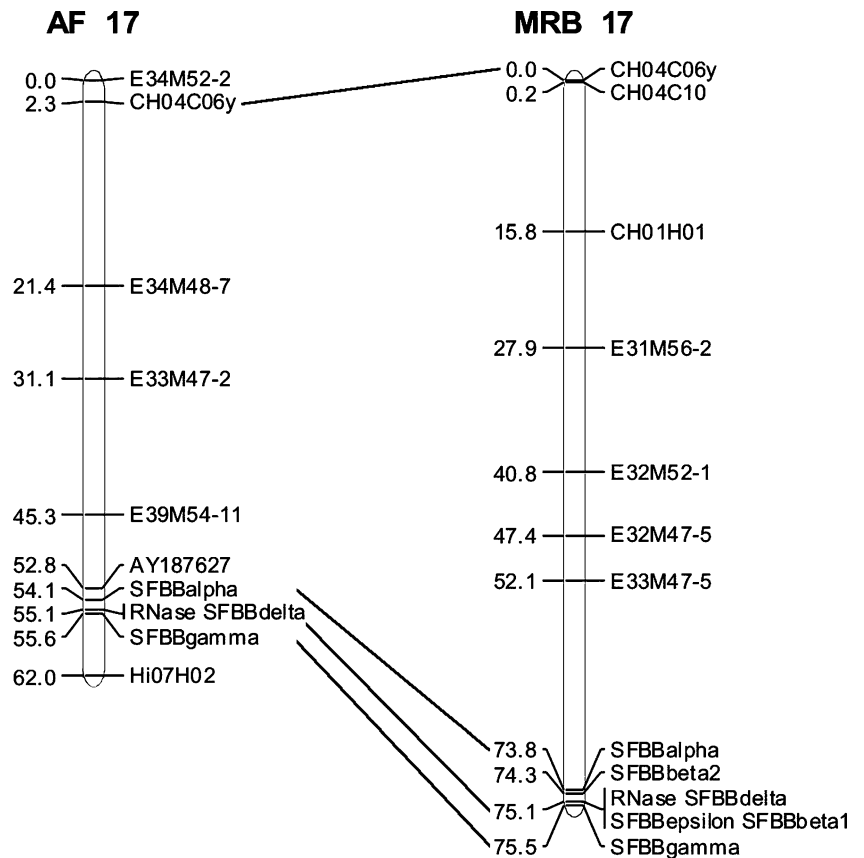 AF 17
0.0 E34M52-2
2.3 CH04C06y
21.4 E34M48-7
31.1 E33M47-2
45.3 E39M54-11
52.8 AY187627
54.1 SFBBalpha
55.1 RNase SFBBdelta
55.6 SFBBgamma
62.0 Hi07H02
MRB 17
0.0 CH04C06y
0.2 CH04C10
15.8 CH01H01
27.9 E31M56-2
40.8 E32M52-1
47.4 E32M47-5
52.1 E33M47-5
73.8 SFBBalpha
74.3 SFBBbeta2
75.1 RNase SFBBdelta
SFBBepsilon SFBBbeta1
75.5 SFBBgamma